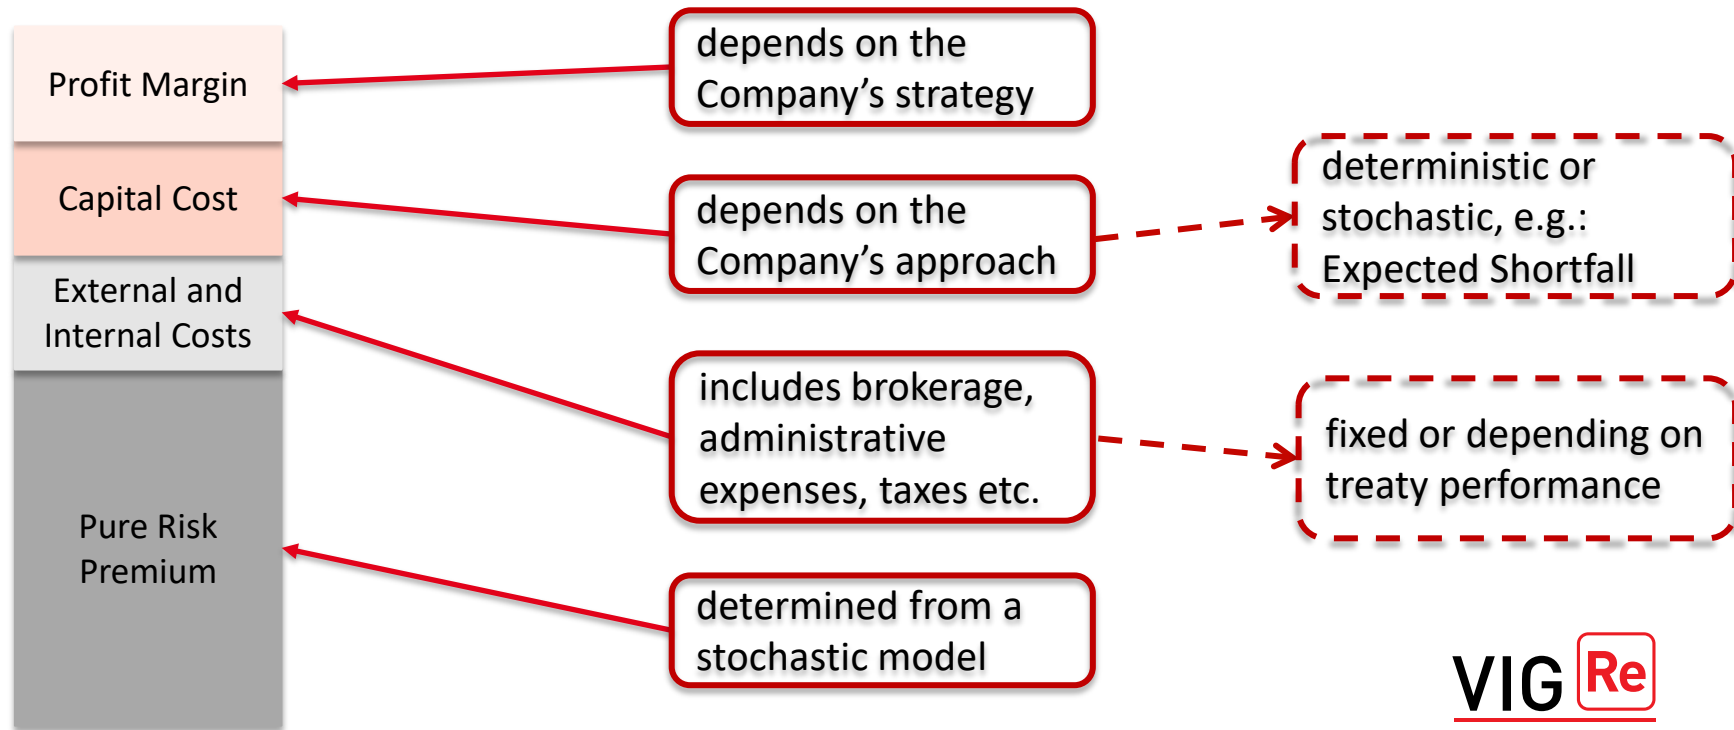 Profit Margin
Capital Cost
External and
Internal Costs
Pure Risk
Premium
depends on the
Company’s strategy
depends on the
Company’s approach
includes brokerage,
administrative
expenses, taxes etc.
determined from a
stochastic model
deterministic or
stochastic, e.g.:
Expected Shortfall
fixed or depending on
treaty performance
VIG Re